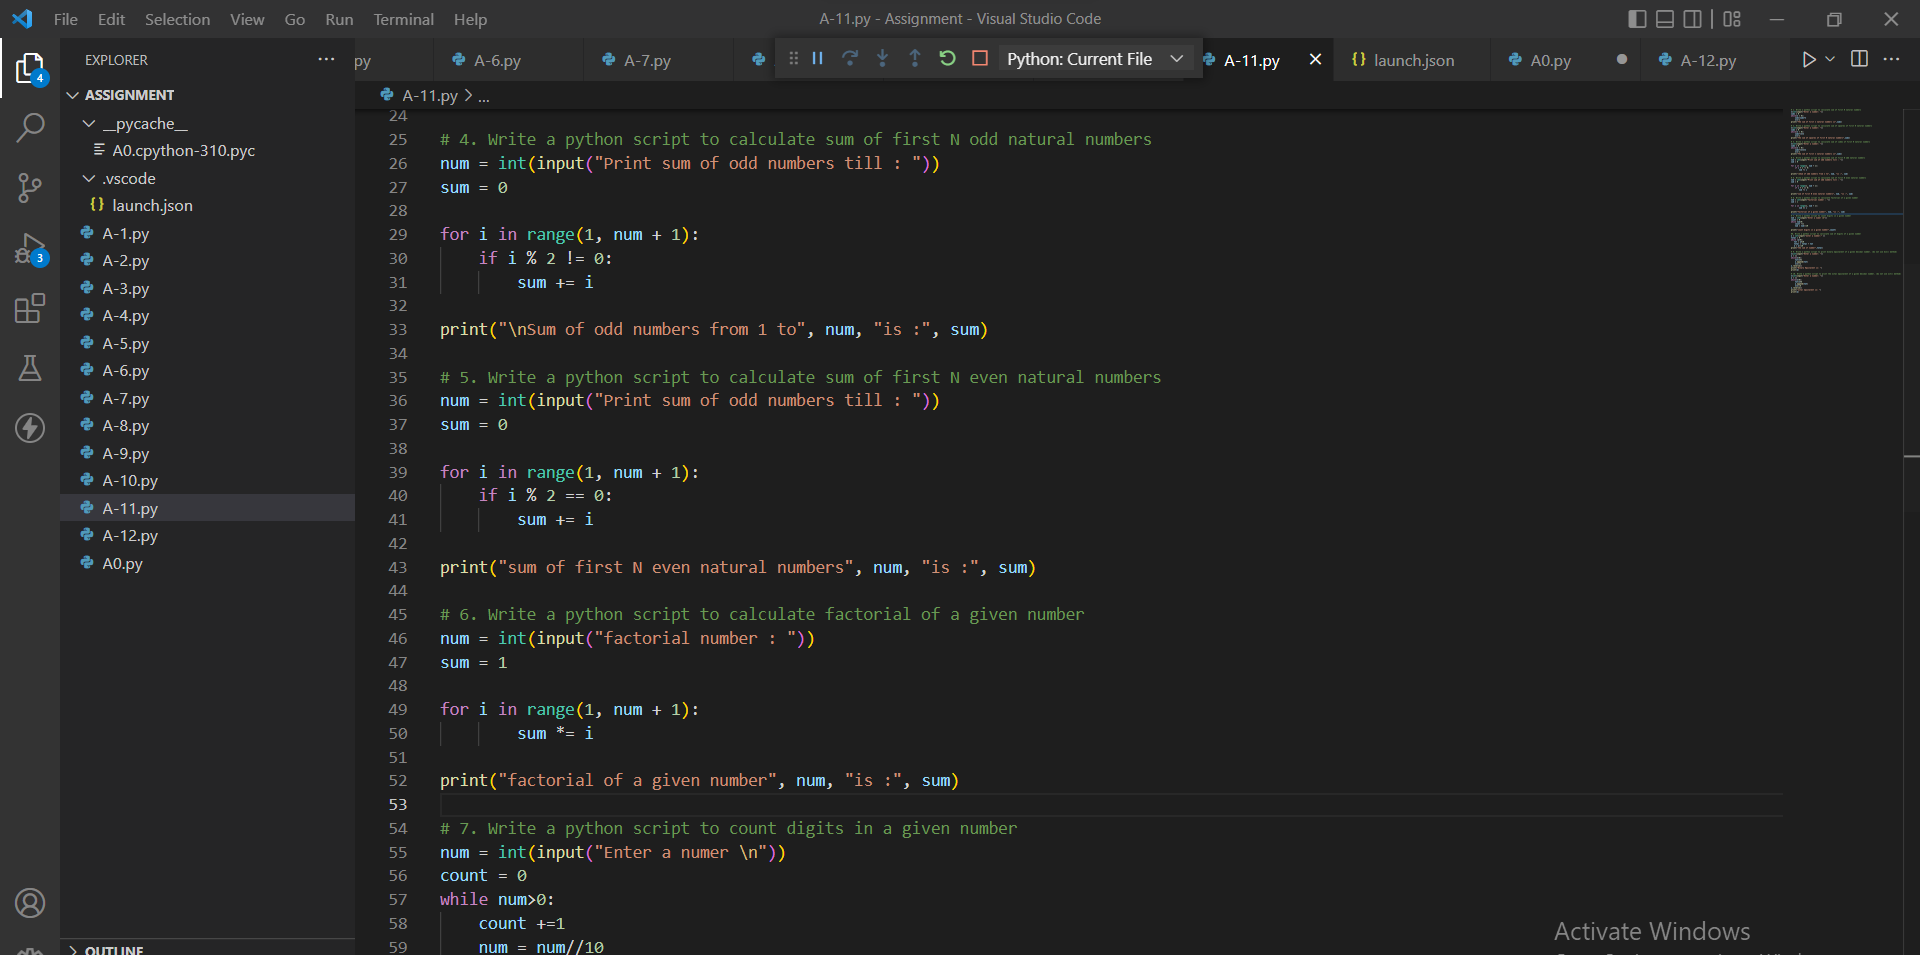 File Edit Selection View Go Run Terminal Help
A-11.py - Assignment - Visual Studio Code
EXPLORER
py
A-6.py
A-7.py
Python: Current File
A-11.py
launch.json
A0.py
A-12.py
ASSIGNMENT
__pycache__
A0.cpython-310.pyc
.vscode
launch.json
A-1.py
A-2.py
A-3.py
A-4.py
A-5.py
A-6.py
A-7.py
A-8.py
A-9.py
A-10.py
A-11.py
A-12.py
A0.py
OUTLINE
4
3
A-11.py > ...
24
25 # 4. Write a python script to calculate sum of first N odd natural numbers
26 num = int(input("Print sum of odd numbers till : "))
27 sum = 0
28
29 for i in range(1, num + 1):
30     if i % 2 != 0:
31         sum += i
32
33 print("\nSum of odd numbers from 1 to", num, "is :", sum)
34
35 # 5. Write a python script to calculate sum of first N even natural numbers
36 num = int(input("Print sum of odd numbers till : "))
37 sum = 0
38
39 for i in range(1, num + 1):
40     if i % 2 == 0:
41         sum += i
42
43 print("sum of first N even natural numbers", num, "is :", sum)
44
45 # 6. Write a python script to calculate factorial of a given number
46 num = int(input("factorial number : "))
47 sum = 1
48
49 for i in range(1, num + 1):
50         sum *= i
51
52 print("factorial of a given number", num, "is :", sum)
53
54 # 7. Write a python script to count digits in a given number
55 num = int(input("Enter a numer \n"))
56 count = 0
57 while num>0:
58     count +=1
59     num = num//10
Activate Windows